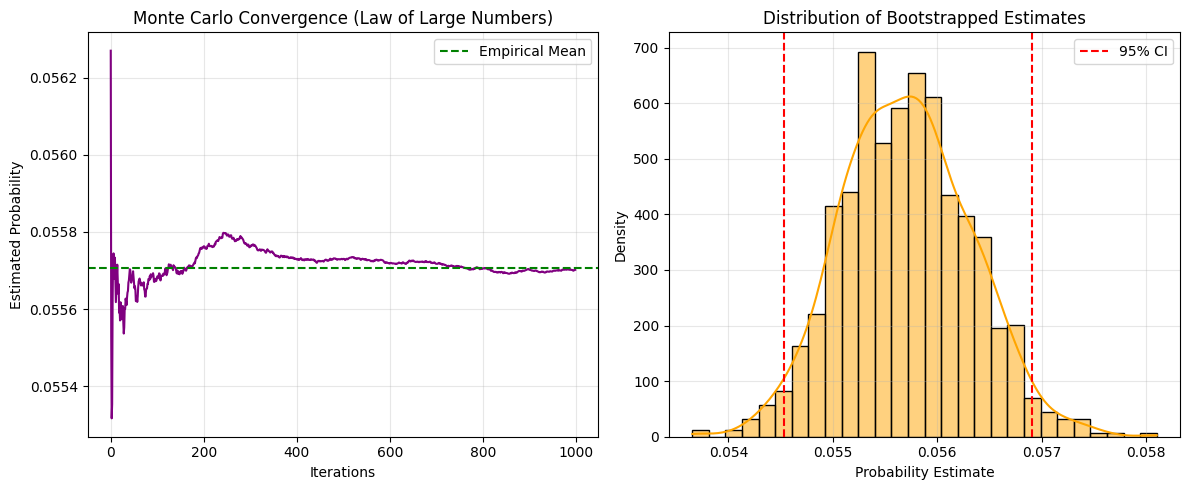 Monte Carlo Convergence (Law of Large Numbers)
Estimated Probability
0.0562
0.0560
0.0558
0.0556
0.0554
Empirical Mean
0 200 400 600 800 1000
Iterations
Distribution of Bootstrapped Estimates
Density
700
600
500
400
300
200
100
0
95% CI
0.054 0.055 0.056 0.057 0.058
Probability Estimate